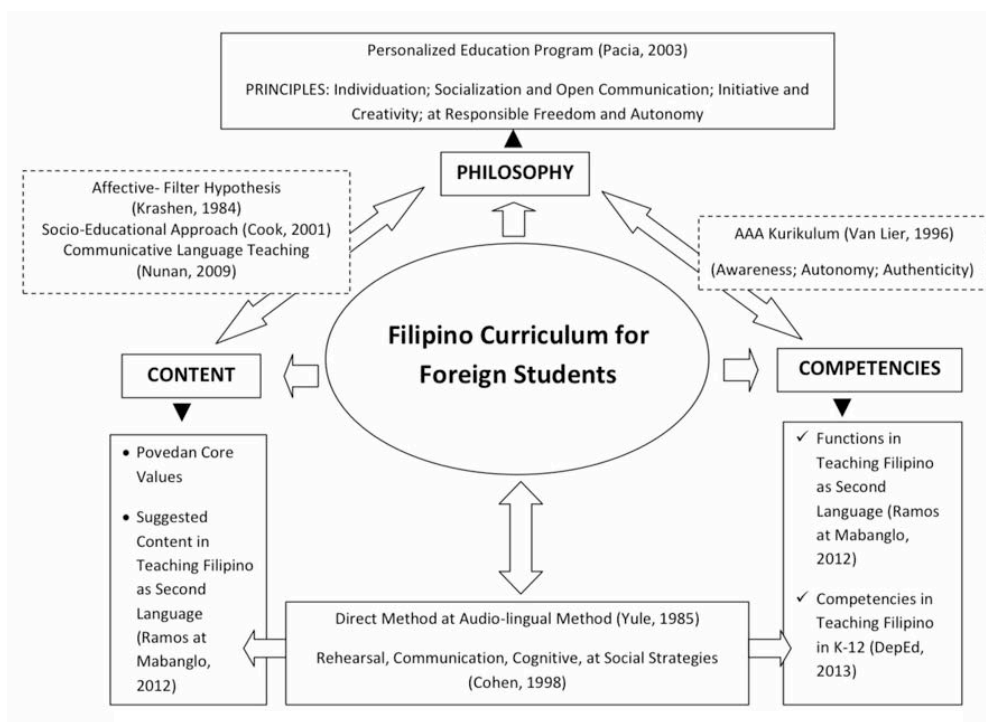 Personalized Education Program (Pacia, 2003)
PRINCIPLES: Individuation; Socialization and Open Communication; Initiative and
Creativity; at Responsible Freedom and Autonomy
PHILOSOPHY
Affective- Filter Hypothesis
(Krashen, 1984)
Socio-Educational Approach (Cook, 2001)
Communicative Language Teaching
(Nunan, 2009)
AAA Kurikulum (Van Lier, 1996)
(Awareness; Autonomy; Authenticity)
Filipino Curriculum for
Foreign Students
CONTENT
COMPETENCIES
• Povedan Core
Values
• Suggested
Content in
Teaching Filipino
as Second
Language
(Ramos at
Mabanglo,
2012)
✓ Functions in
Teaching Filipino
as Second
Language (Ramos
at Mabanglo,
2012)
✓ Competencies in
Teaching Filipino
in K-12 (DepEd,
2013)
Direct Method at Audio-lingual Method (Yule, 1985)
Rehearsal, Communication, Cognitive, at Social Strategies
(Cohen, 1998)